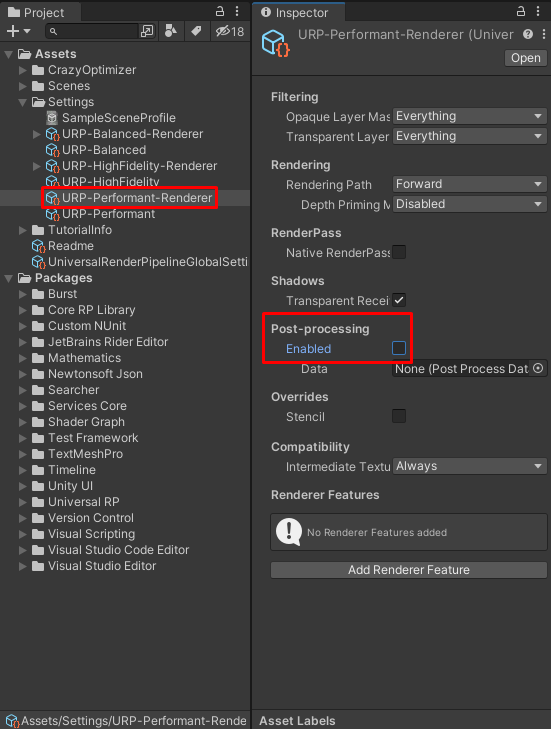 Project
18
Assets
CrazyOptimizer
Scenes
Settings
SampleSceneProfile
URP-Balanced-Renderer
URP-Balanced
URP-HighFidelity-Renderer
URP-HighFidelity
URP-Performant-Renderer
URP-Performant
TutorialInfo
Readme
UniversalRenderPipelineGlobalSetti
Packages
Burst
Core RP Library
Custom NUnit
JetBrains Rider Editor
Mathematics
Newtonsoft Json
Searcher
Services Core
Shader Graph
Test Framework
TextMeshPro
Timeline
Unity UI
Universal RP
Version Control
Visual Scripting
Visual Studio Code Editor
Visual Studio Editor
Assets/Settings/URP-Performant-Rende
Inspector
URP-Performant-Renderer (Univer
Open
Filtering
Opaque Layer Mas Everything
Transparent Layer Everything
Rendering
Rendering Path Forward
Depth Priming M Disabled
RenderPass
Native RenderPass
Shadows
Transparent Recei
Post-processing
Enabled
Data None (Post Process Dat
Overrides
Stencil
Compatibility
Intermediate Textu Always
Renderer Features
No Renderer Features added
Add Renderer Feature
Asset Labels